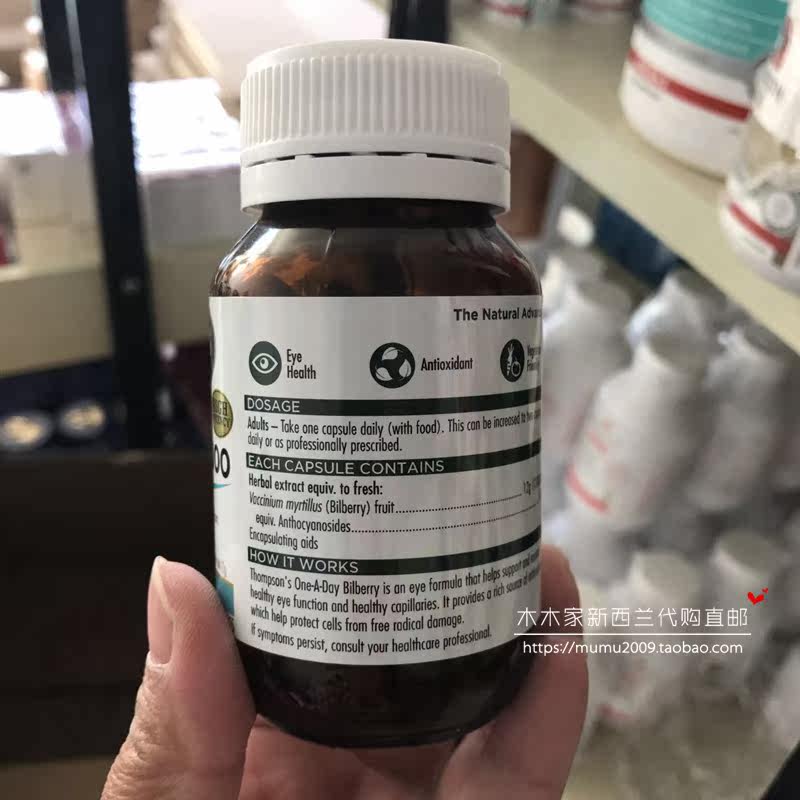 The Natural
Eye
Health
Antioxidant
DOSAGE
Adults – Take one capsule daily (with food). This can be increased to two
daily or as professionally prescribed.
EACH CAPSULE CONTAINS
Herbal extract equiv. to fresh:
Vaccinium myrtillus (Bilberry) fruit
equiv. Anthocyanosides
Encapsulating aids
HOW IT WORKS
Thompson's One-A-Day Bilberry is an eye formula that helps support and
healthy eye function and healthy capillaries. It provides a rich source of
which help protect cells from free radical damage.
If symptoms persist, consult your healthcare professional.
木木家新西兰代购直邮
https://mumu2009.taobao.com